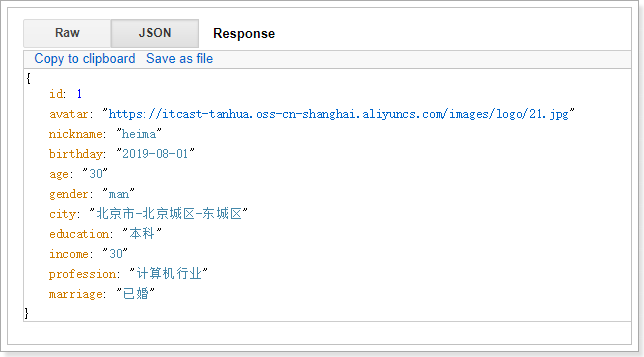 Raw JSON Response
Copy to clipboard Save as file
{
id: 1
avatar: "https://itcast-tanhua.oss-cn-shanghai.aliyuncs.com/images/logo/21.jpg"
nickname: "heima"
birthday: "2019-08-01"
age: "30"
gender: "man"
city: "北京市-北京城区-东城区"
education: "本科"
income: "30"
profession: "计算机行业"
marriage: "已婚"
}